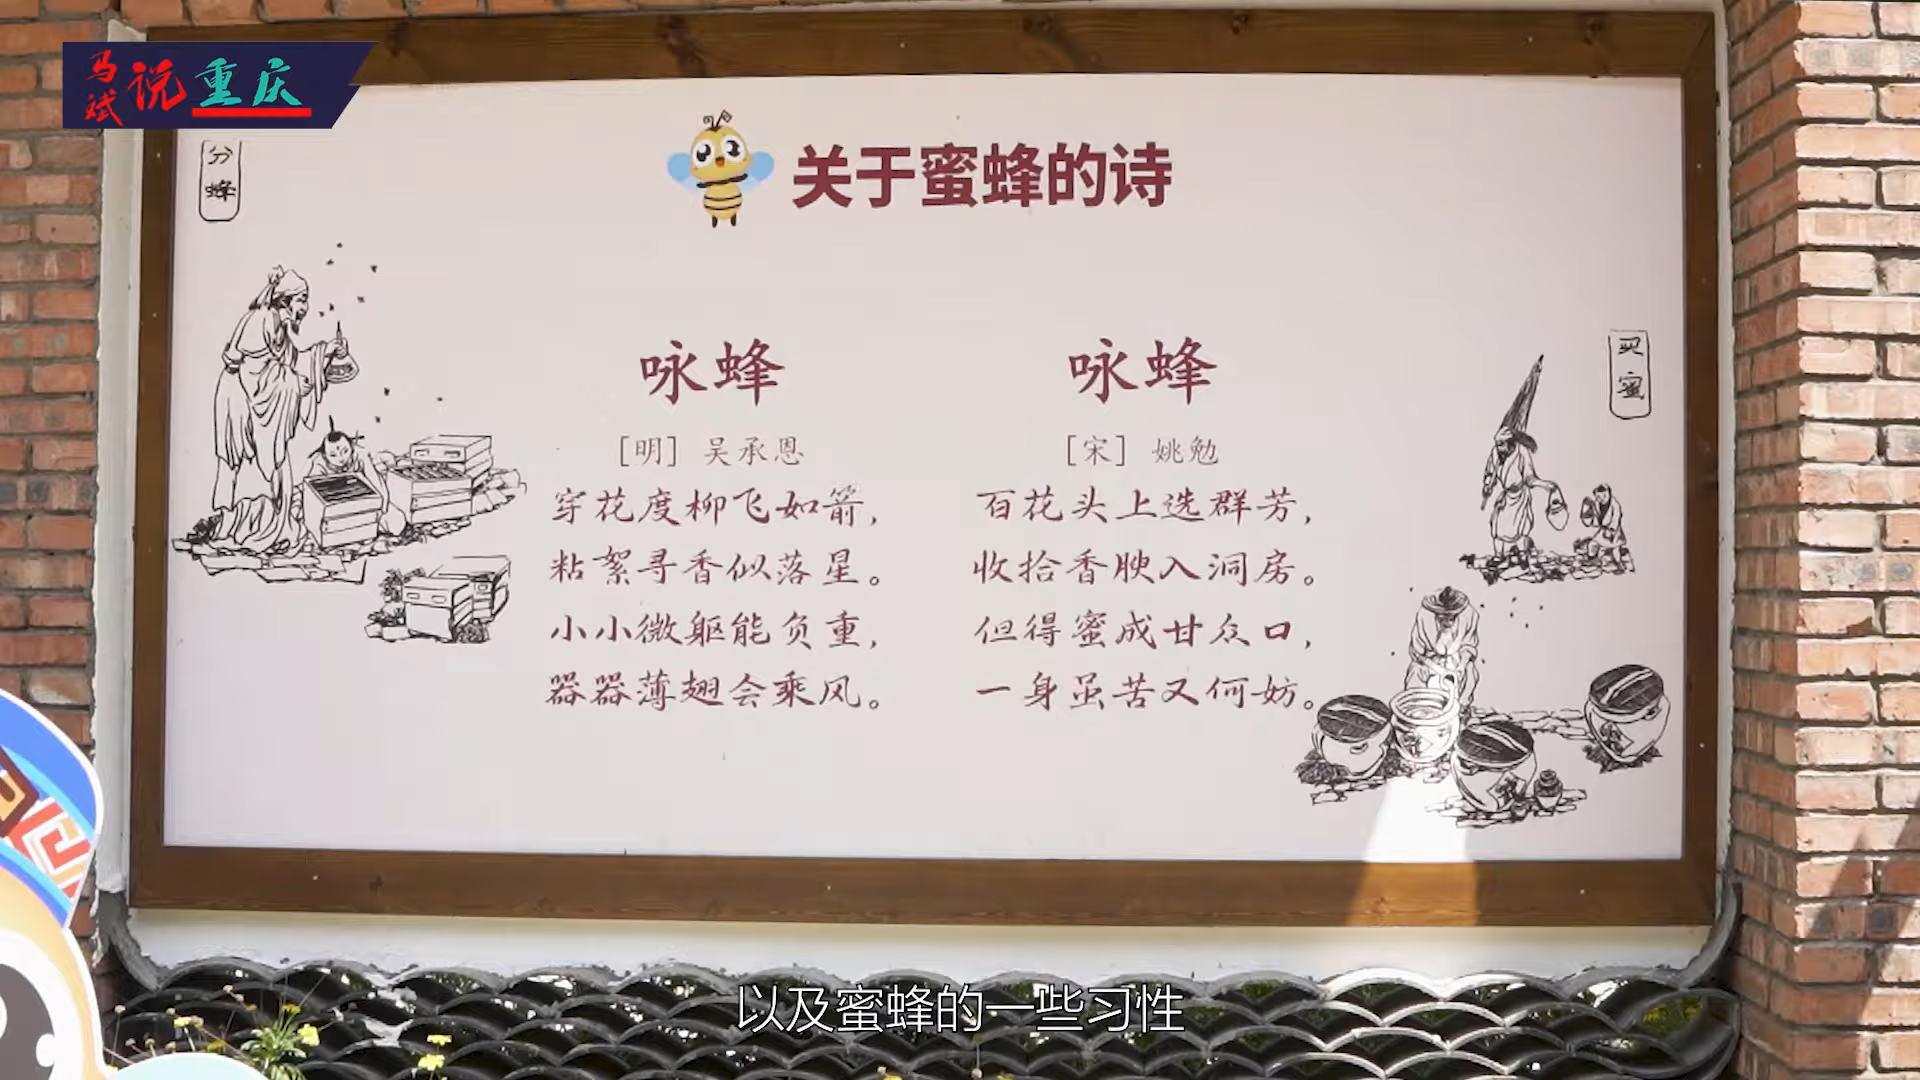 马斌说重庆
分蜂
关于蜜蜂的诗
咏蜂
[明] 吴承恩
穿花度柳飞如箭，
粘絮寻香似落星。
小小微躯能负重，
器器薄翅会乘风。
咏蜂
[宋] 姚勉
百花头上选群芳，
收拾香腴入洞房。
但得蜜成甘众口，
一身虽苦又何妨。
买蜜
以及蜜蜂的一些习性